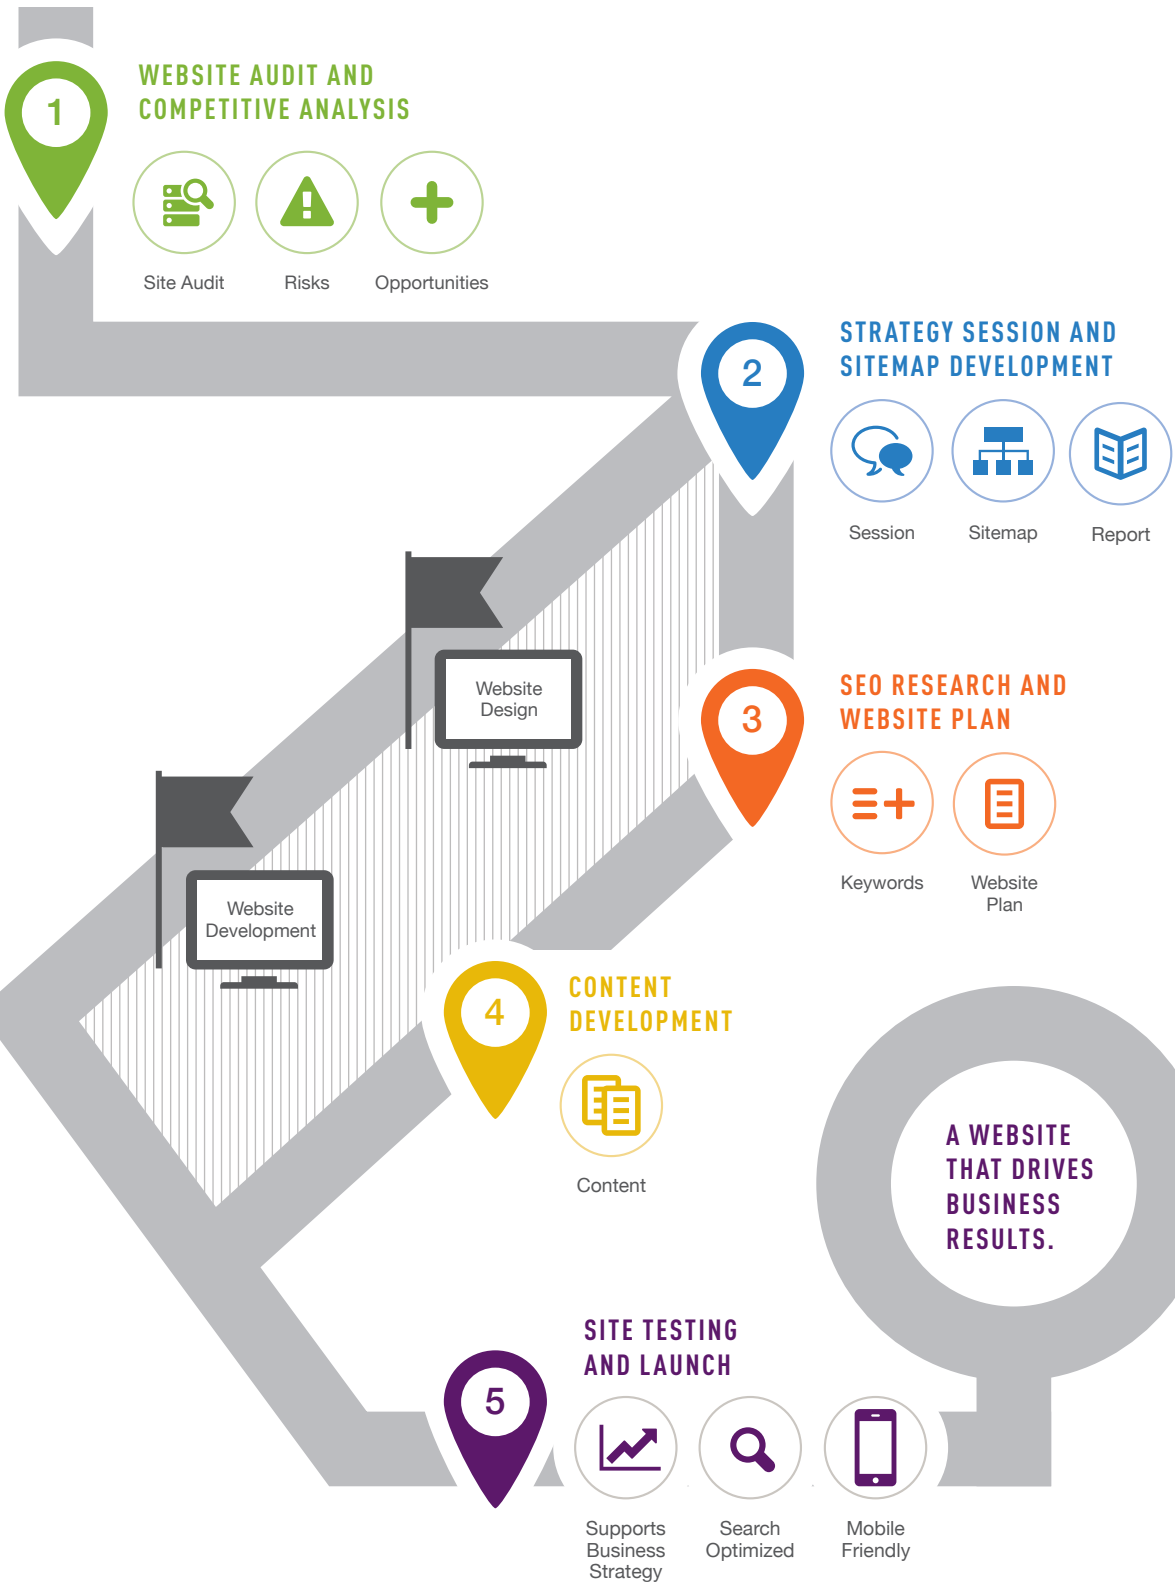 1
WEBSITE AUDIT AND
COMPETITIVE ANALYSIS
Site Audit
Risks
Opportunities
2
STRATEGY SESSION AND
SITEMAP DEVELOPMENT
Session
Sitemap
Report
Website
Design
3
SEO RESEARCH AND
WEBSITE PLAN
Keywords
Website
Plan
Website
Development
4
CONTENT
DEVELOPMENT
Content
A WEBSITE
THAT DRIVES
BUSINESS
RESULTS.
5
SITE TESTING
AND LAUNCH
Supports
Business
Strategy
Search
Optimized
Mobile
Friendly